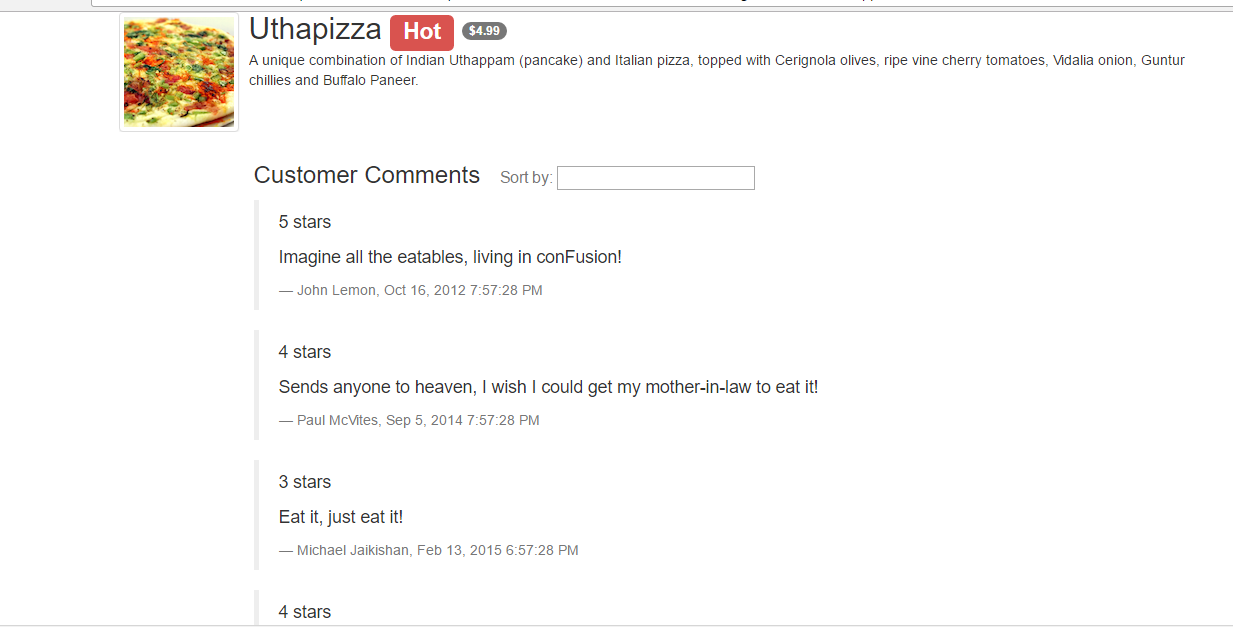 Uthapizza Hot $4.99
A unique combination of Indian Uthappam (pancake) and Italian pizza, topped with Cerignola olives, ripe vine cherry tomatoes, Vidalia onion, Guntur
chillies and Buffalo Paneer.
Customer Comments Sort by:
5 stars
Imagine all the eatables, living in conFusion!
— John Lemon, Oct 16, 2012 7:57:28 PM
4 stars
Sends anyone to heaven, I wish I could get my mother-in-law to eat it!
— Paul McVites, Sep 5, 2014 7:57:28 PM
3 stars
Eat it, just eat it!
— Michael Jaikishan, Feb 13, 2015 6:57:28 PM
4 stars